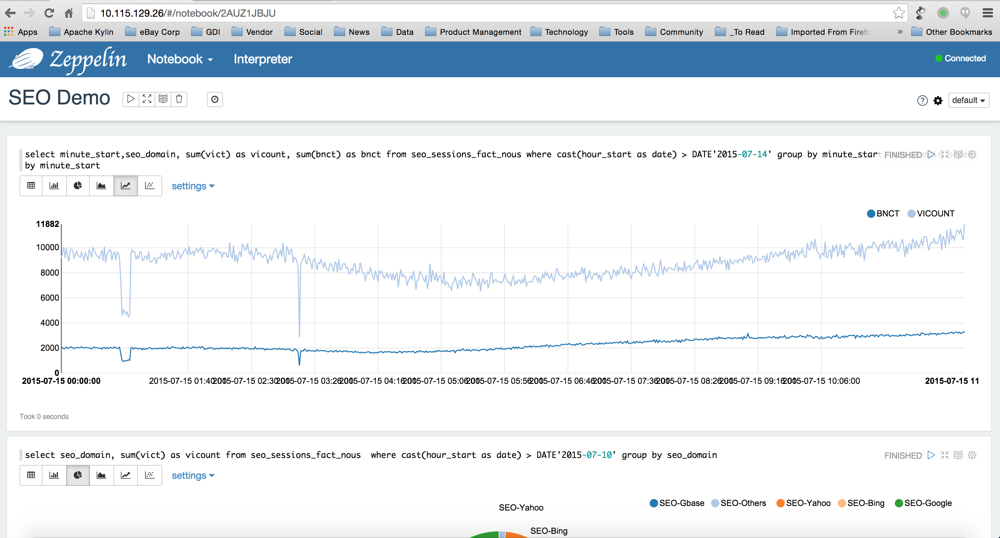 10.115.129.26/#/notebook/2AUZ1JBJU
Apps Apache Kylin eBay Corp GDI Vendor Social News Data Product Management Technology Tools Community _To Read Imported From Firefo » Other Bookmarks
Zeppelin Notebook Interpreter Connected
SEO Demo default
select minute_start,seo_domain, sum(vict) as vicount, sum(bnct) as bnct from seo_sessions_fact_nous where cast(hour_start as date) > DATE'2015-07-14' group by minute_start FINISHED
by minute_start
settings
BNCT VICOUNT
11882
10000
8000
6000
4000
2000
0
2015-07-15 00:00:00 2015-07-15 01:40 2015-07-15 02:30 2015-07-15 03:26 2015-07-15 04:16 2015-07-15 05:06 2015-07-15 05:56 2015-07-15 06:46 2015-07-15 07:36 2015-07-15 08:26 2015-07-15 09:16 2015-07-15 10:06:00 2015-07-15 11
Took 0 seconds
select seo_domain, sum(vict) as vicount from seo_sessions_fact_nous  where cast(hour_start as date) > DATE'2015-07-10' group by seo_domain FINISHED
settings
SEO-Gbase SEO-Others SEO-Yahoo SEO-Bing SEO-Google
SEO-Yahoo
SEO-Bing